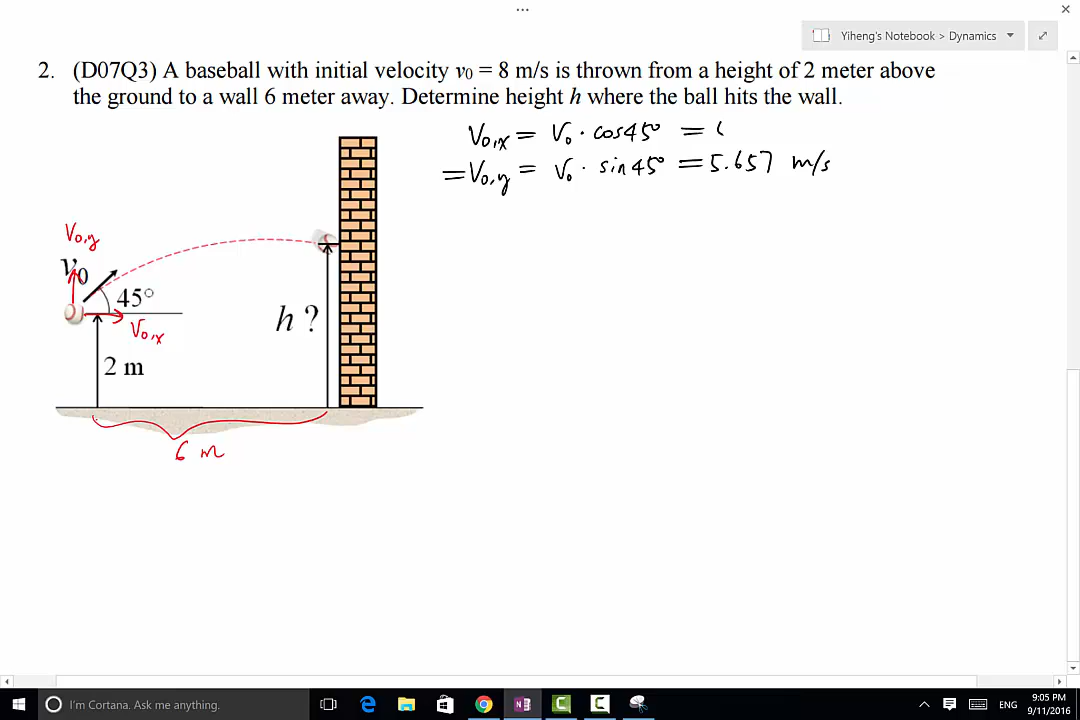 ...
Yiheng's Notebook > Dynamics
2. (D07Q3) A baseball with initial velocity v₀ = 8 m/s is thrown from a height of 2 meter above
the ground to a wall 6 meter away. Determine height h where the ball hits the wall.
V₀,x = V₀ · cos45° = (
= V₀,y = V₀ · sin45° = 5.657 m/s
V₀,y
v₀
45°
V₀,x
h ?
2 m
6 m
I'm Cortana. Ask me anything.
ENG
9:05 PM
9/11/2016